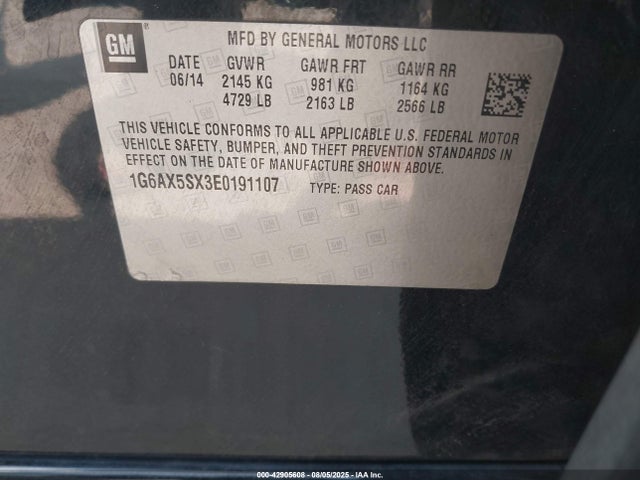 GM
MFD BY GENERAL MOTORS LLC
DATE GVWR GAWR FRT GAWR RR
06/14 2145 KG 981 KG 1164 KG
4729 LB 2163 LB 2566 LB
THIS VEHICLE CONFORMS TO ALL APPLICABLE U.S. FEDERAL MOTOR
VEHICLE SAFETY, BUMPER, AND THEFT PREVENTION STANDARDS IN
EFFECT ON THE DATE OF MANUFACTURE SHOWN ABOVE.
1G6AX5SX3E0191107 TYPE: PASS CAR
000-42905608 - 08/05/2025 - IAA Inc.